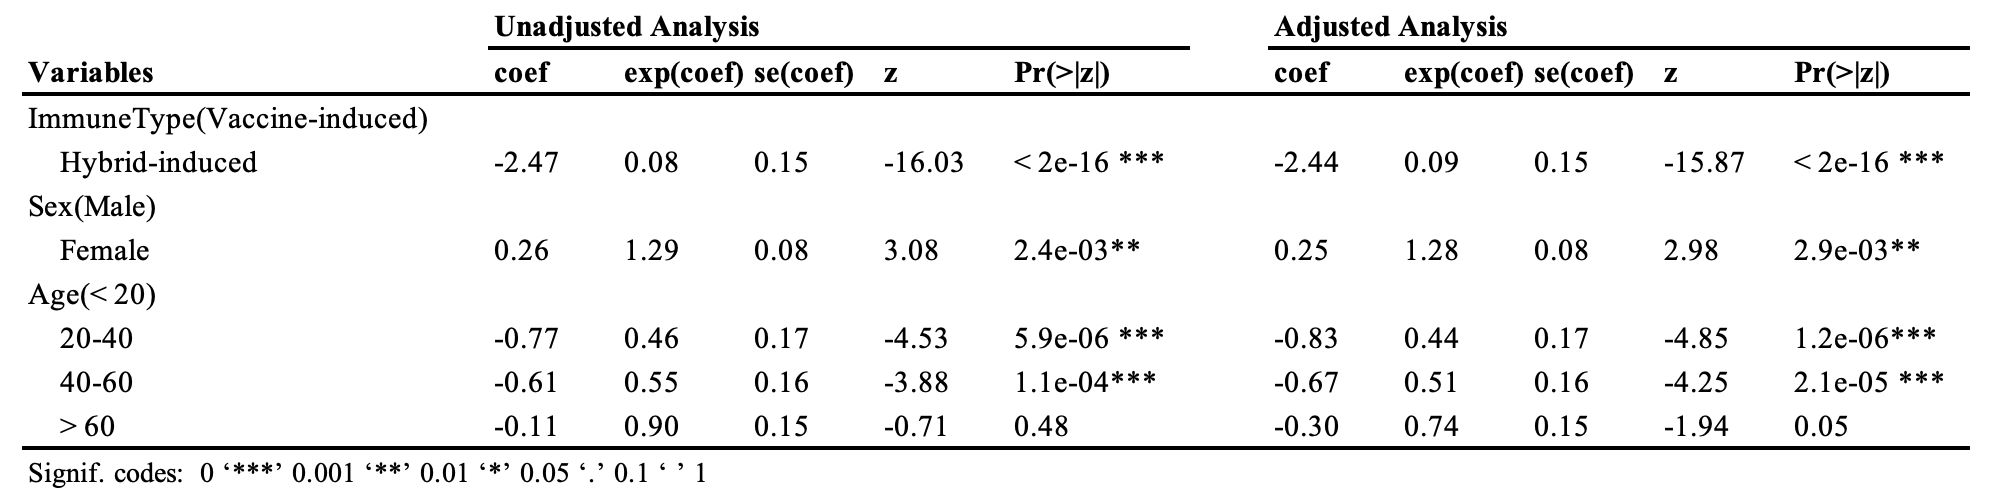 Unadjusted Analysis Adjusted Analysis
Variables coef exp(coef) se(coef) z Pr(>|z|) coef exp(coef) se(coef) z Pr(>|z|)
ImmuneType(Vaccine-induced)
Hybrid-induced -2.47 0.08 0.15 -16.03 < 2e-16 *** -2.44 0.09 0.15 -15.87 < 2e-16 ***
Sex(Male)
Female 0.26 1.29 0.08 3.08 2.4e-03** 0.25 1.28 0.08 2.98 2.9e-03**
Age(< 20)
20-40 -0.77 0.46 0.17 -4.53 5.9e-06 *** -0.83 0.44 0.17 -4.85 1.2e-06***
40-60 -0.61 0.55 0.16 -3.88 1.1e-04*** -0.67 0.51 0.16 -4.25 2.1e-05 ***
> 60 -0.11 0.90 0.15 -0.71 0.48 -0.30 0.74 0.15 -1.94 0.05
Signif. codes: 0 ‘***’ 0.001 ‘**’ 0.01 ‘*’ 0.05 ‘.’ 0.1 ‘ ’ 1